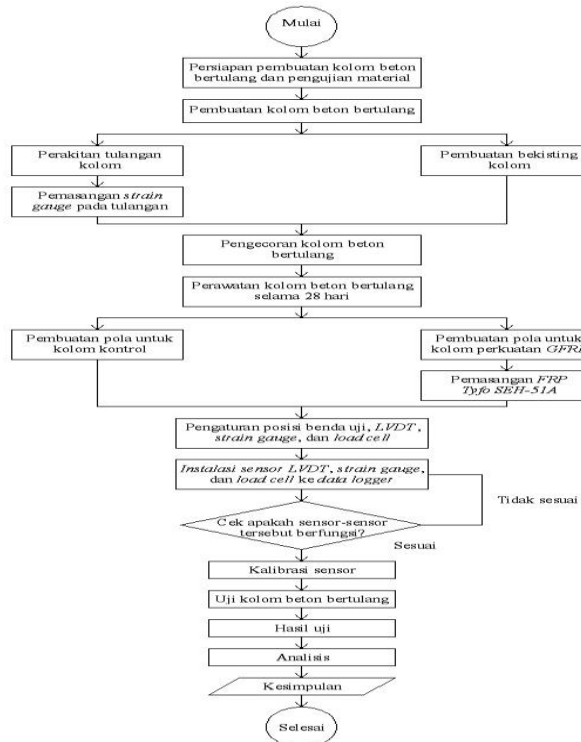 Mulai
Persiapan pembuatan kolom beton
bertulang dan pengujian material
Pembuatan kolom beton bertulang
Perakitan tulangan
kolom
Pembuatan bekisting
kolom
Pemasangan strain
gauge pada tulangan
Pengecoran kolom beton
bertulang
Perawatan kolom beton bertulang
selama 28 hari
Pembuatan pola untuk
kolom kontrol
Pembuatan pola untuk
kolom perkuatan GFRP
Pemasangan FRP
Tyfo SEH-51A
Pengaturan posisi benda uji, LVDT,
strain gauge, dan load cell
Instalasi sensor LVDT, strain gauge,
dan load cell ke data logger
Tidak sesuai
Cek apakah sensor-sensor
tersebut berfungsi?
Sesuai
Kalibrasi sensor
Uji kolom beton bertulang
Hasil uji
Analisis
Kesimpulan
Selesai